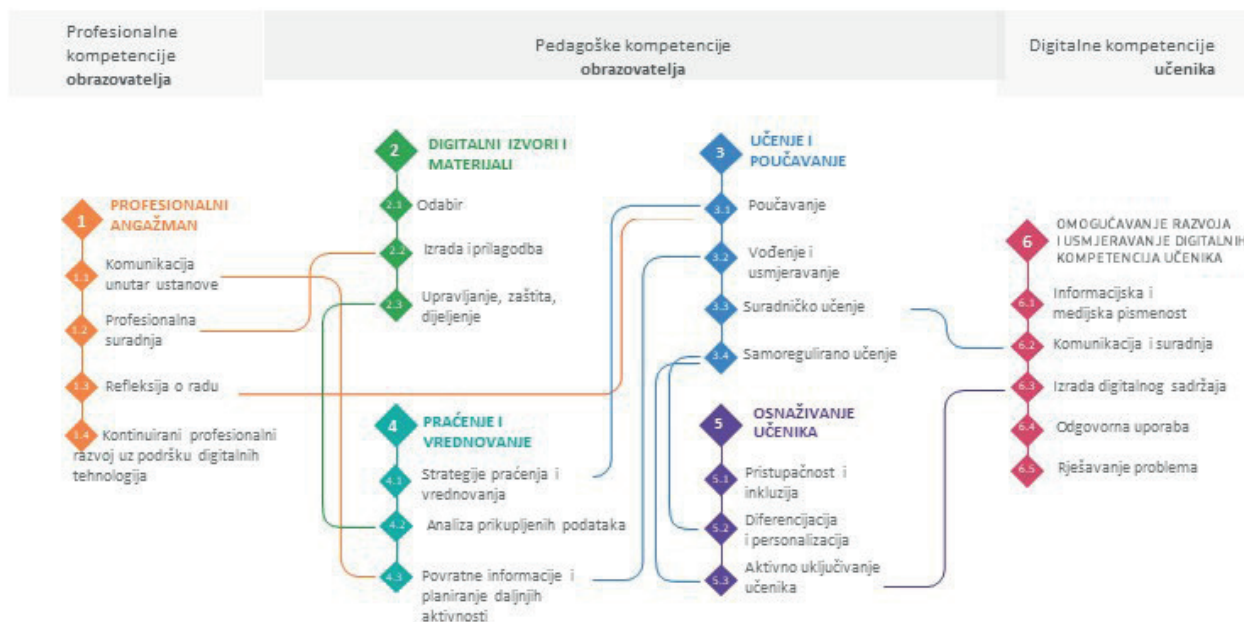 Profesionalne
kompetencije
obrazovatelja
Pedagoške kompetencije
obrazovatelja
Digitalne kompetencije
učenika
1
PROFESIONALNI
ANGAŽMAN
1.1
Komunikacija
unutar ustanove
1.2
Profesionalna
suradnja
1.3
Refleksija o radu
1.4
Kontinuirani profesionalni
razvoj uz podršku digitalnih
tehnologija
2
DIGITALNI IZVORI I
MATERIJALI
2.1
Odabir
2.2
Izrada i prilagodba
2.3
Upravljanje, zaštita,
dijeljenje
4
PRAĆENJE I
VREDNOVANJE
4.1
Strategije praćenja i
vrednovanja
4.2
Analiza prikupljenih podataka
4.3
Povratne informacije i
planiranje daljnjih
aktivnosti
3
UČENJE I
POUČAVANJE
3.1
Poučavanje
3.2
Vođenje i
usmjeravanje
3.3
Suradničko učenje
3.4
Samoregulirano učenje
5
OSNAŽIVANJE
UČENIKA
5.1
Pristupačnost i
inkluzija
5.2
Diferencijacija
i personalizacija
5.3
Aktivno uključivanje
učenika
6
OMOGUĆAVANJE RAZVOJA
I USMJERAVANJE DIGITALNIH
KOMPETENCIJA UČENIKA
6.1
Informacijska i
medijska pismenost
6.2
Komunikacija i suradnja
6.3
Izrada digitalnog sadržaja
6.4
Odgovorna uporaba
6.5
Rješavanje problema